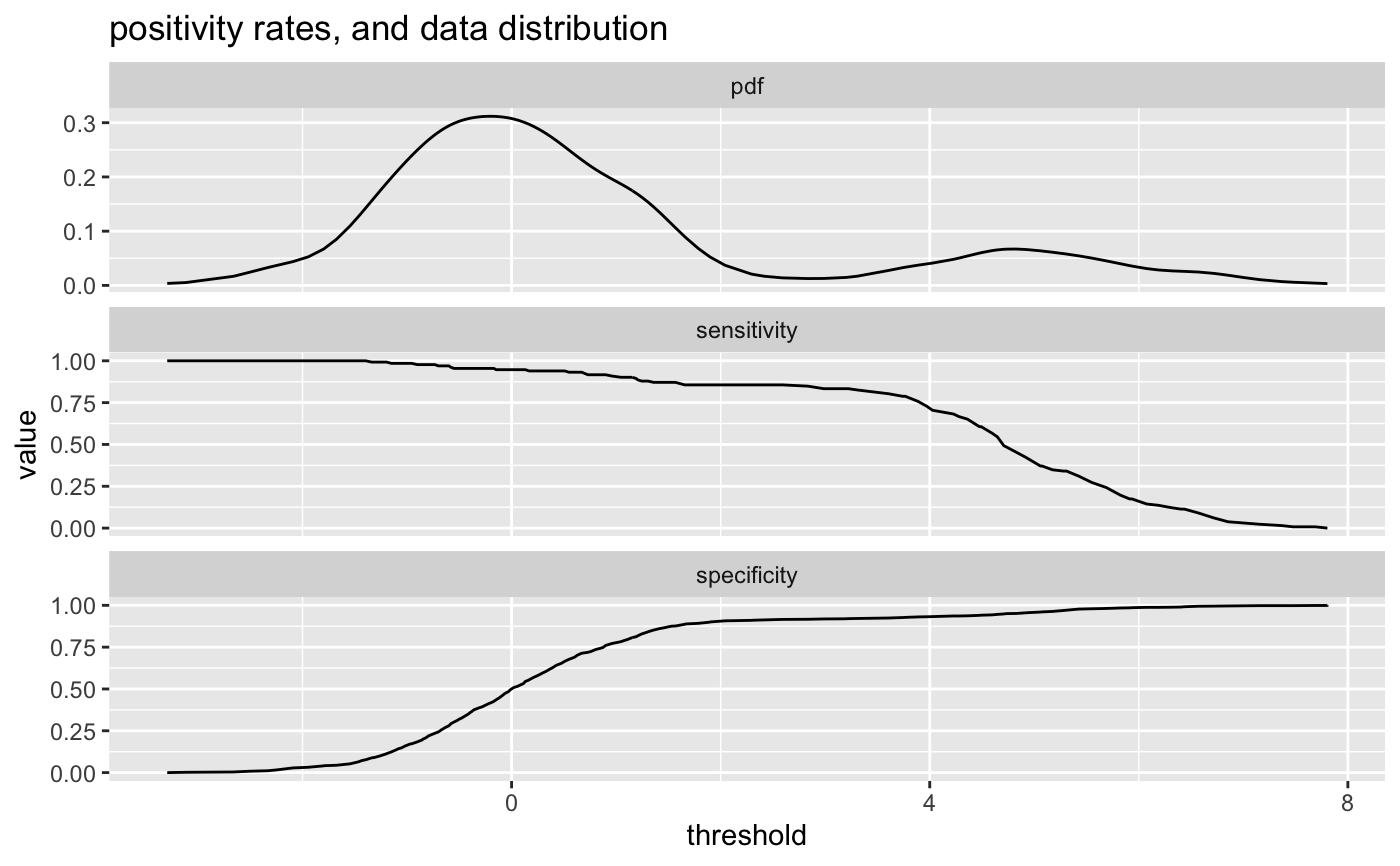 positivity rates, and data distribution
pdf
0.3
0.2
0.1
0.0
sensitivity
1.00
0.75
0.50
0.25
0.00
value
specificity
1.00
0.75
0.50
0.25
0.00
0 4 8
threshold